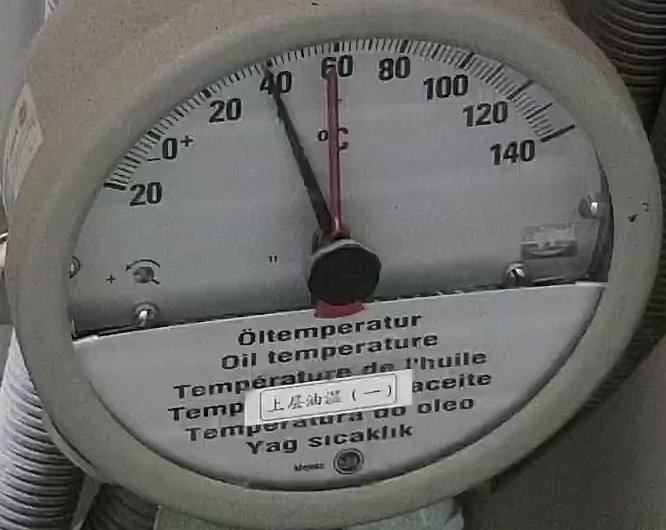 40 60 80
20 100
-0+ 120
20 140
°C
+ "
Öltemperatur
Oil temperature
Température de l'huile
Temp aceite
上层油温(一)
Temperatura do oleo
Yag sıcaklık